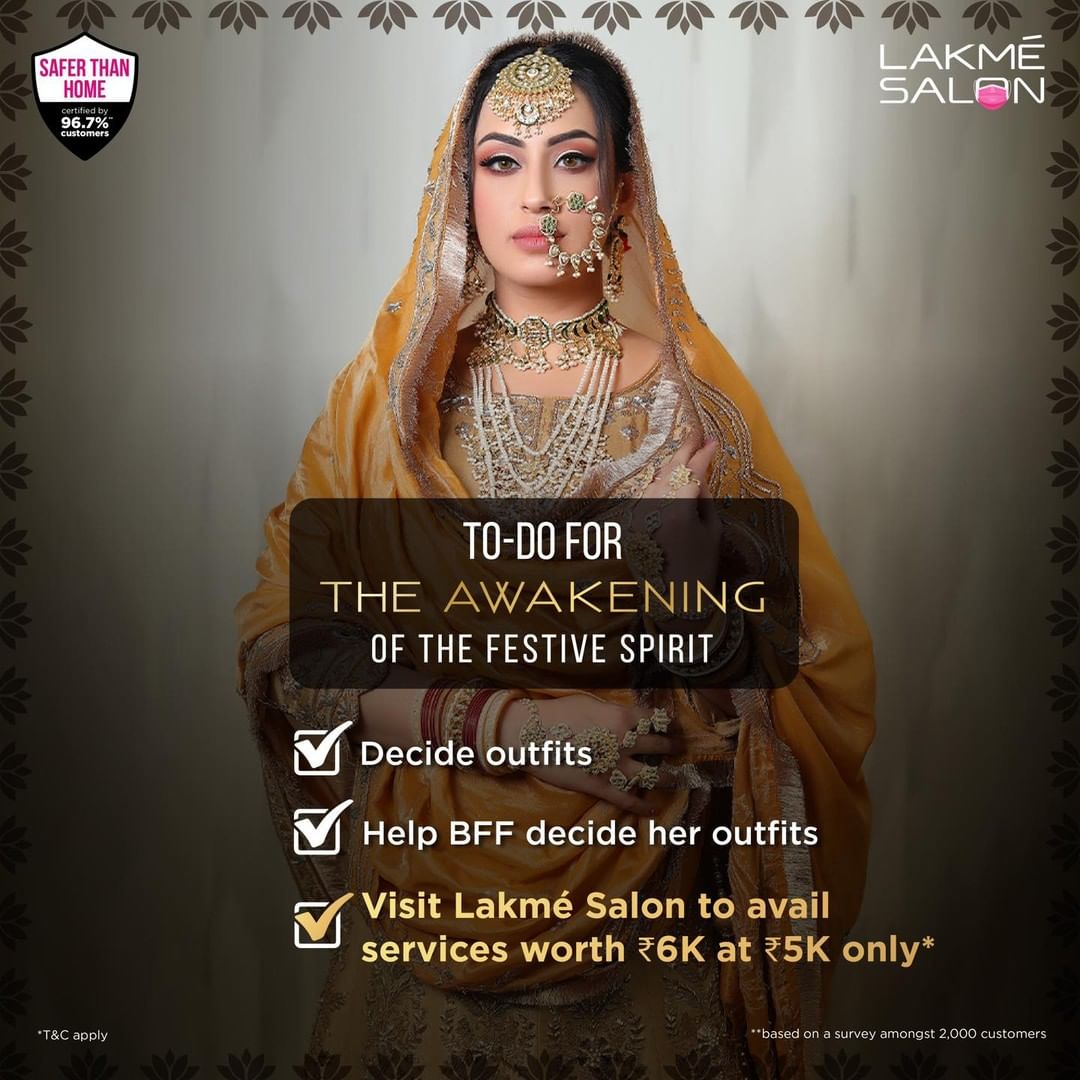 SAFER THAN
HOME
certified by
96.7%**
customers
LAKMÉ
SALON
TO-DO FOR
THE AWAKENING
OF THE FESTIVE SPIRIT
Decide outfits
Help BFF decide her outfits
Visit Lakmé Salon to avail
services worth ₹6K at ₹5K only*
*T&C apply
**based on a survey amongst 2,000 customers